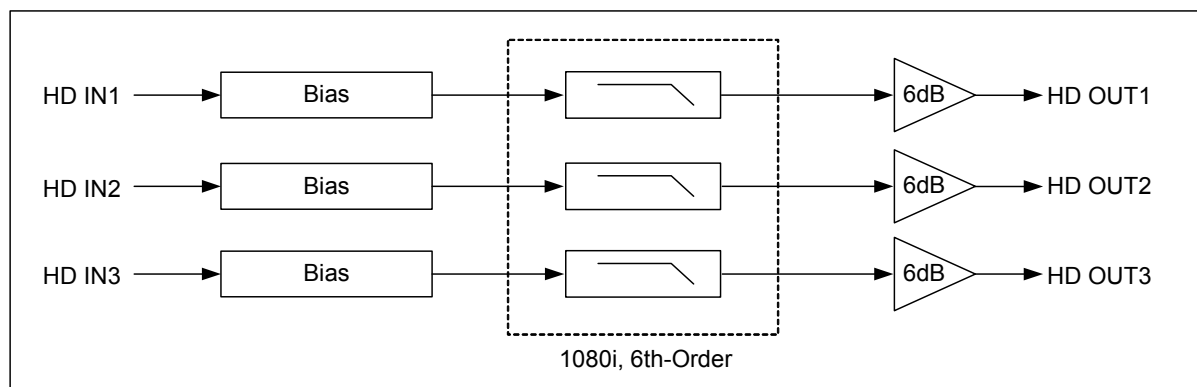 HD IN1 Bias 6dB HD OUT1
HD IN2 Bias 6dB HD OUT2
HD IN3 Bias 6dB HD OUT3
1080i, 6th-Order